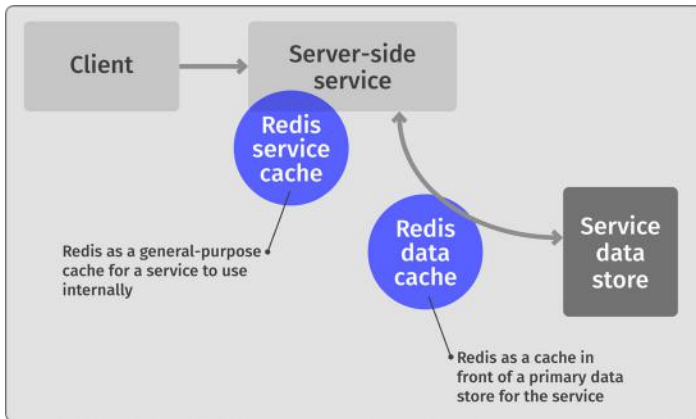 Client
Server-side
service
Redis
service
cache
Redis as a general-purpose
cache for a service to use
internally
Redis
data
cache
Service
data
store
Redis as a cache in
front of a primary data
store for the service